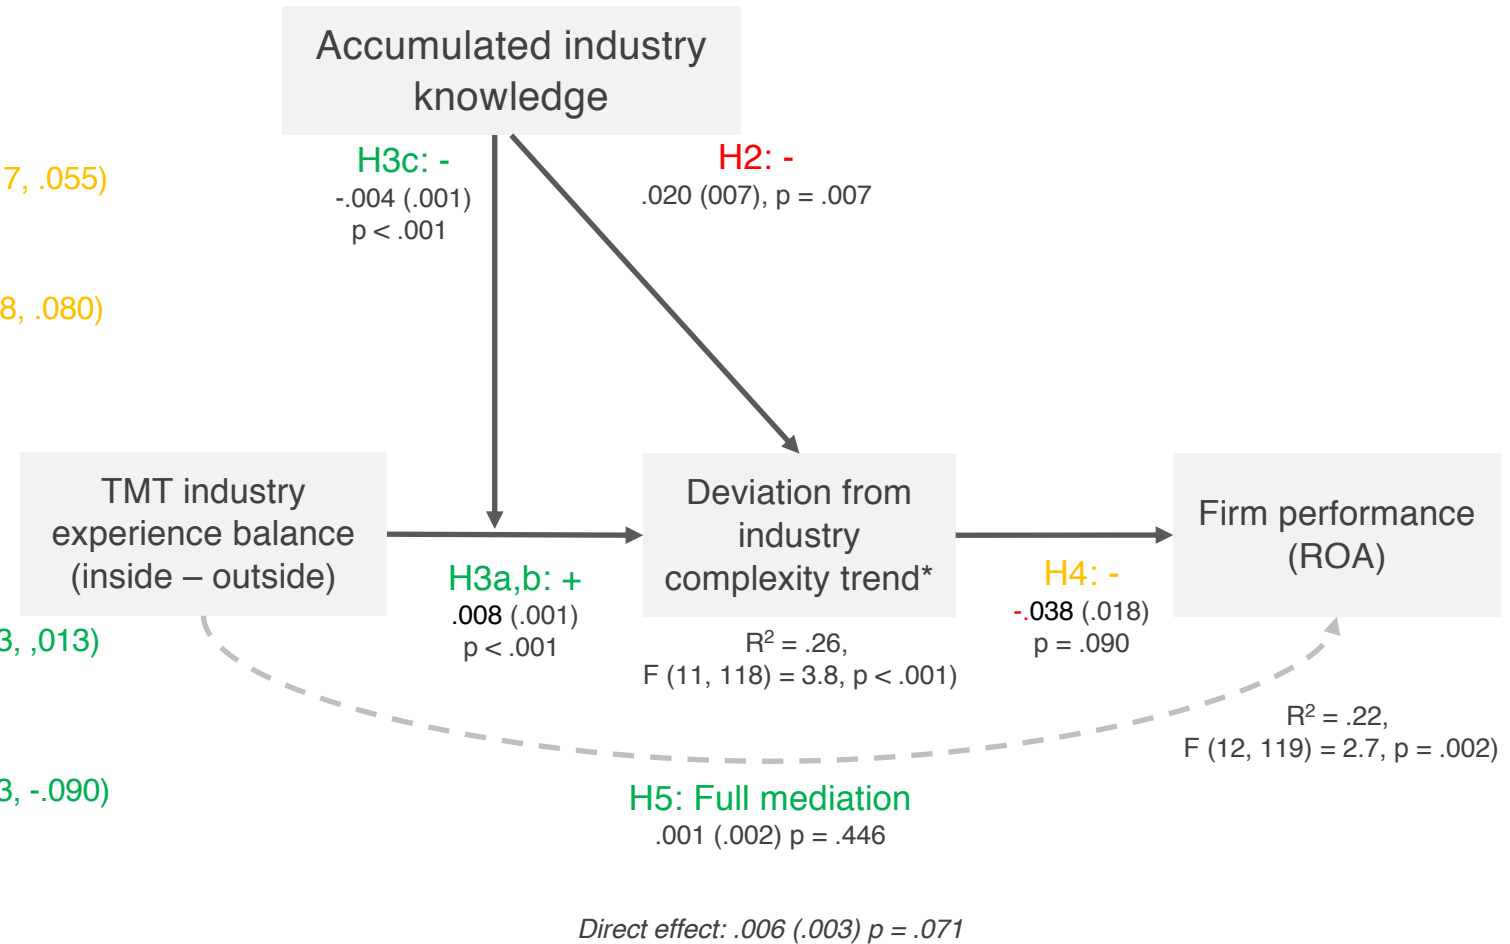 Accumulated industry
knowledge
H3c: -
-.004 (.001)
p < .001
H2: -
.020 (007), p = .007
7, .055)
8, .080)
TMT industry
experience balance
(inside – outside)
H3a,b: +
.008 (.001)
p < .001
Deviation from
industry
complexity trend*
R² = .26,
F (11, 118) = 3.8, p < .001)
H4: -
-.038 (.018)
p = .090
Firm performance
(ROA)
R² = .22,
F (12, 119) = 2.7, p = .002)
3, ,013)
3, -.090)
H5: Full mediation
.001 (.002) p = .446
Direct effect: .006 (.003) p = .071